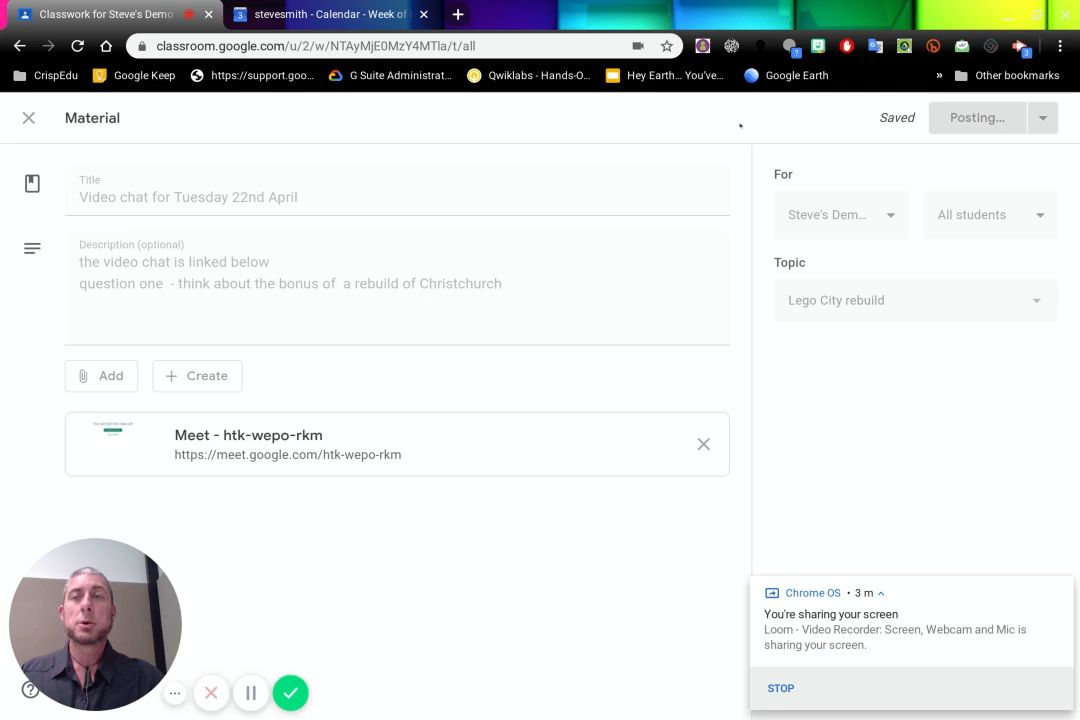 Classwork for Steve's Demo
stevesmith - Calendar - Week of
classroom.google.com/u/2/w/NTAyMjE0MzY4MTIa/t/all
CrispEdu
Google Keep
https://support.goo...
G Suite Administrat...
Qwiklabs - Hands-O...
Hey Earth... You've...
Google Earth
»
Other bookmarks
Material
Saved
Posting...
Title
Video chat for Tuesday 22nd April
For
Steve's Dem...
All students
Description (optional)
the video chat is linked below
question one - think about the bonus of a rebuild of Christchurch
Topic
Lego City rebuild
Add
Create
Meet - htk-wepo-rkm
https://meet.google.com/htk-wepo-rkm
Chrome OS • 3 m
You're sharing your screen
Loom - Video Recorder: Screen, Webcam and Mic is
sharing your screen.
STOP